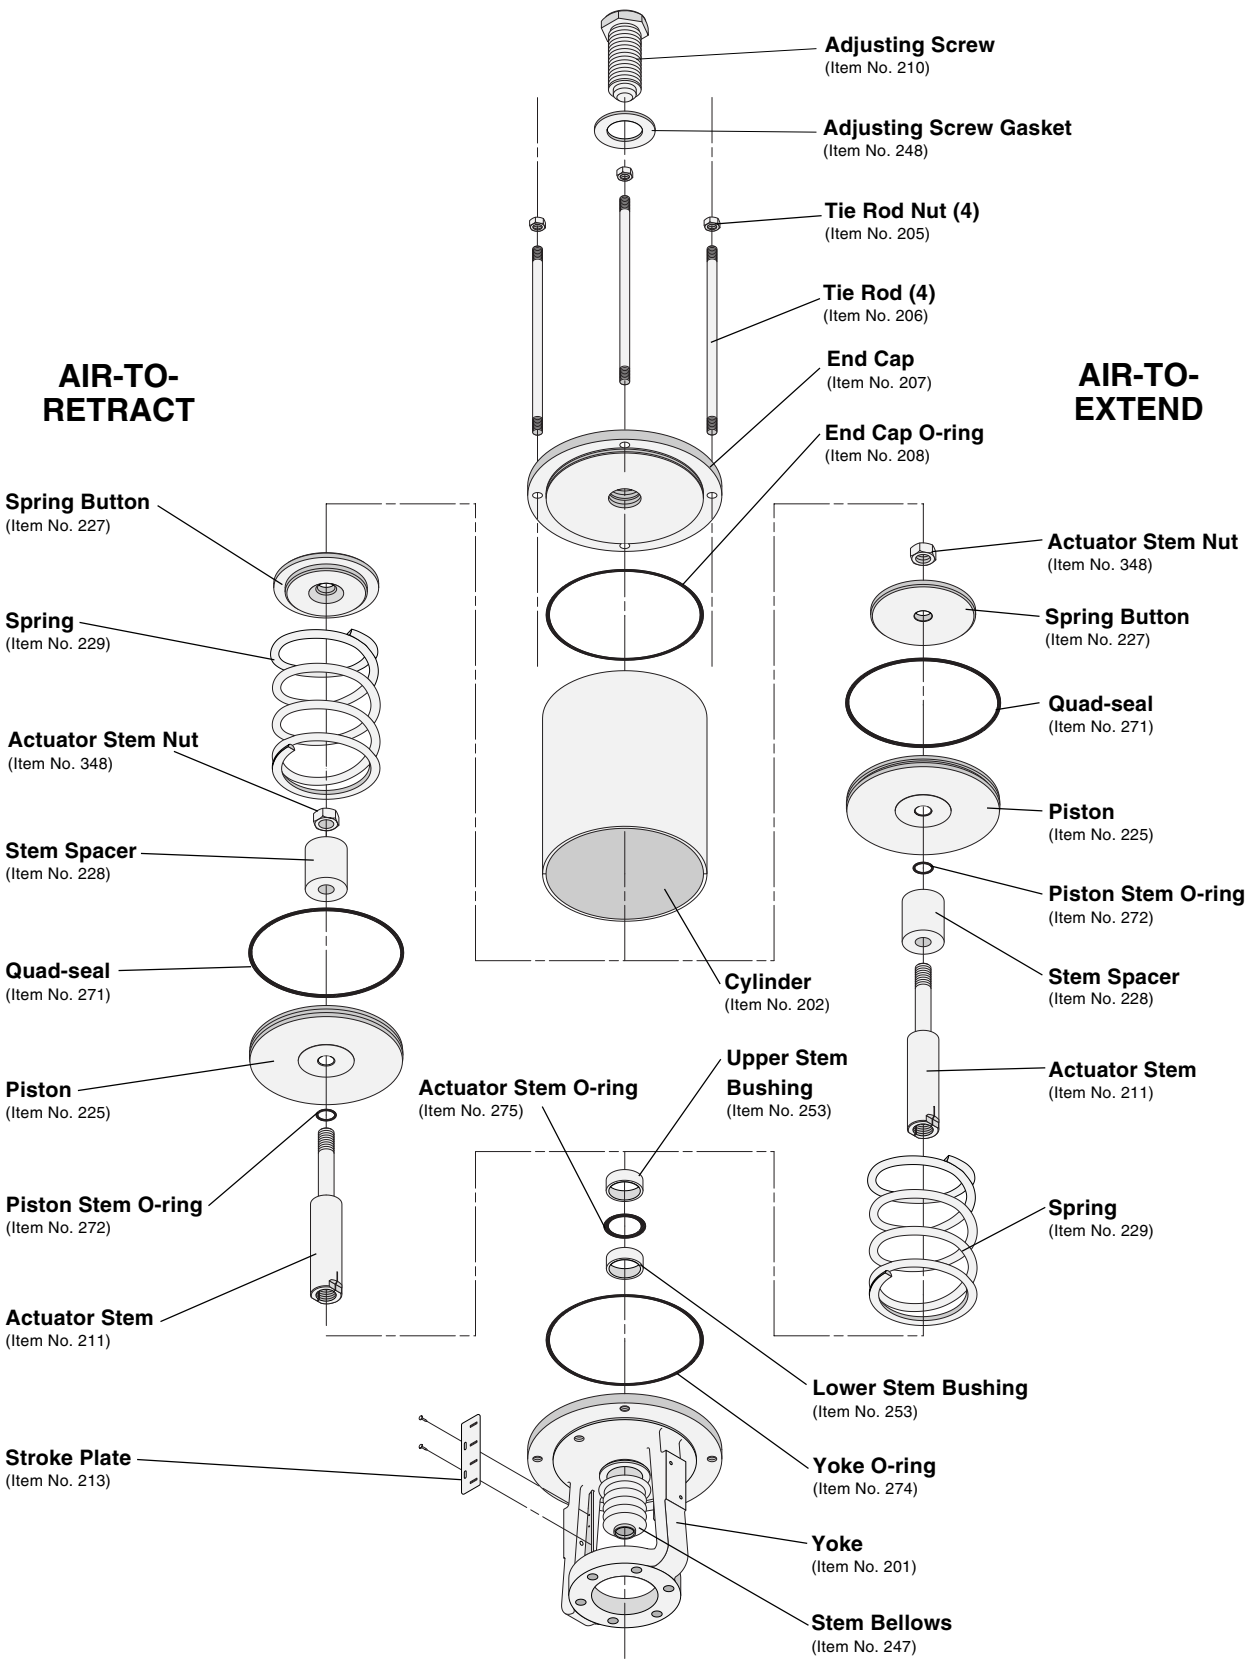 Adjusting Screw
(Item No. 210)
Adjusting Screw Gasket
(Item No. 248)
Tie Rod Nut (4)
(Item No. 205)
Tie Rod (4)
(Item No. 206)
End Cap
(Item No. 207)
End Cap O-ring
(Item No. 208)
AIR-TO-
RETRACT
Spring Button
(Item No. 227)
Spring
(Item No. 229)
Actuator Stem Nut
(Item No. 348)
Stem Spacer
(Item No. 228)
Quad-seal
(Item No. 271)
Piston
(Item No. 225)
Piston Stem O-ring
(Item No. 272)
Actuator Stem
(Item No. 211)
Stroke Plate
(Item No. 213)
AIR-TO-
EXTEND
Actuator Stem Nut
(Item No. 348)
Spring Button
(Item No. 227)
Quad-seal
(Item No. 271)
Piston
(Item No. 225)
Piston Stem O-ring
(Item No. 272)
Stem Spacer
(Item No. 228)
Actuator Stem
(Item No. 211)
Spring
(Item No. 229)
Cylinder
(Item No. 202)
Upper Stem
Bushing
(Item No. 253)
Actuator Stem O-ring
(Item No. 275)
Lower Stem Bushing
(Item No. 253)
Yoke O-ring
(Item No. 274)
Yoke
(Item No. 201)
Stem Bellows
(Item No. 247)